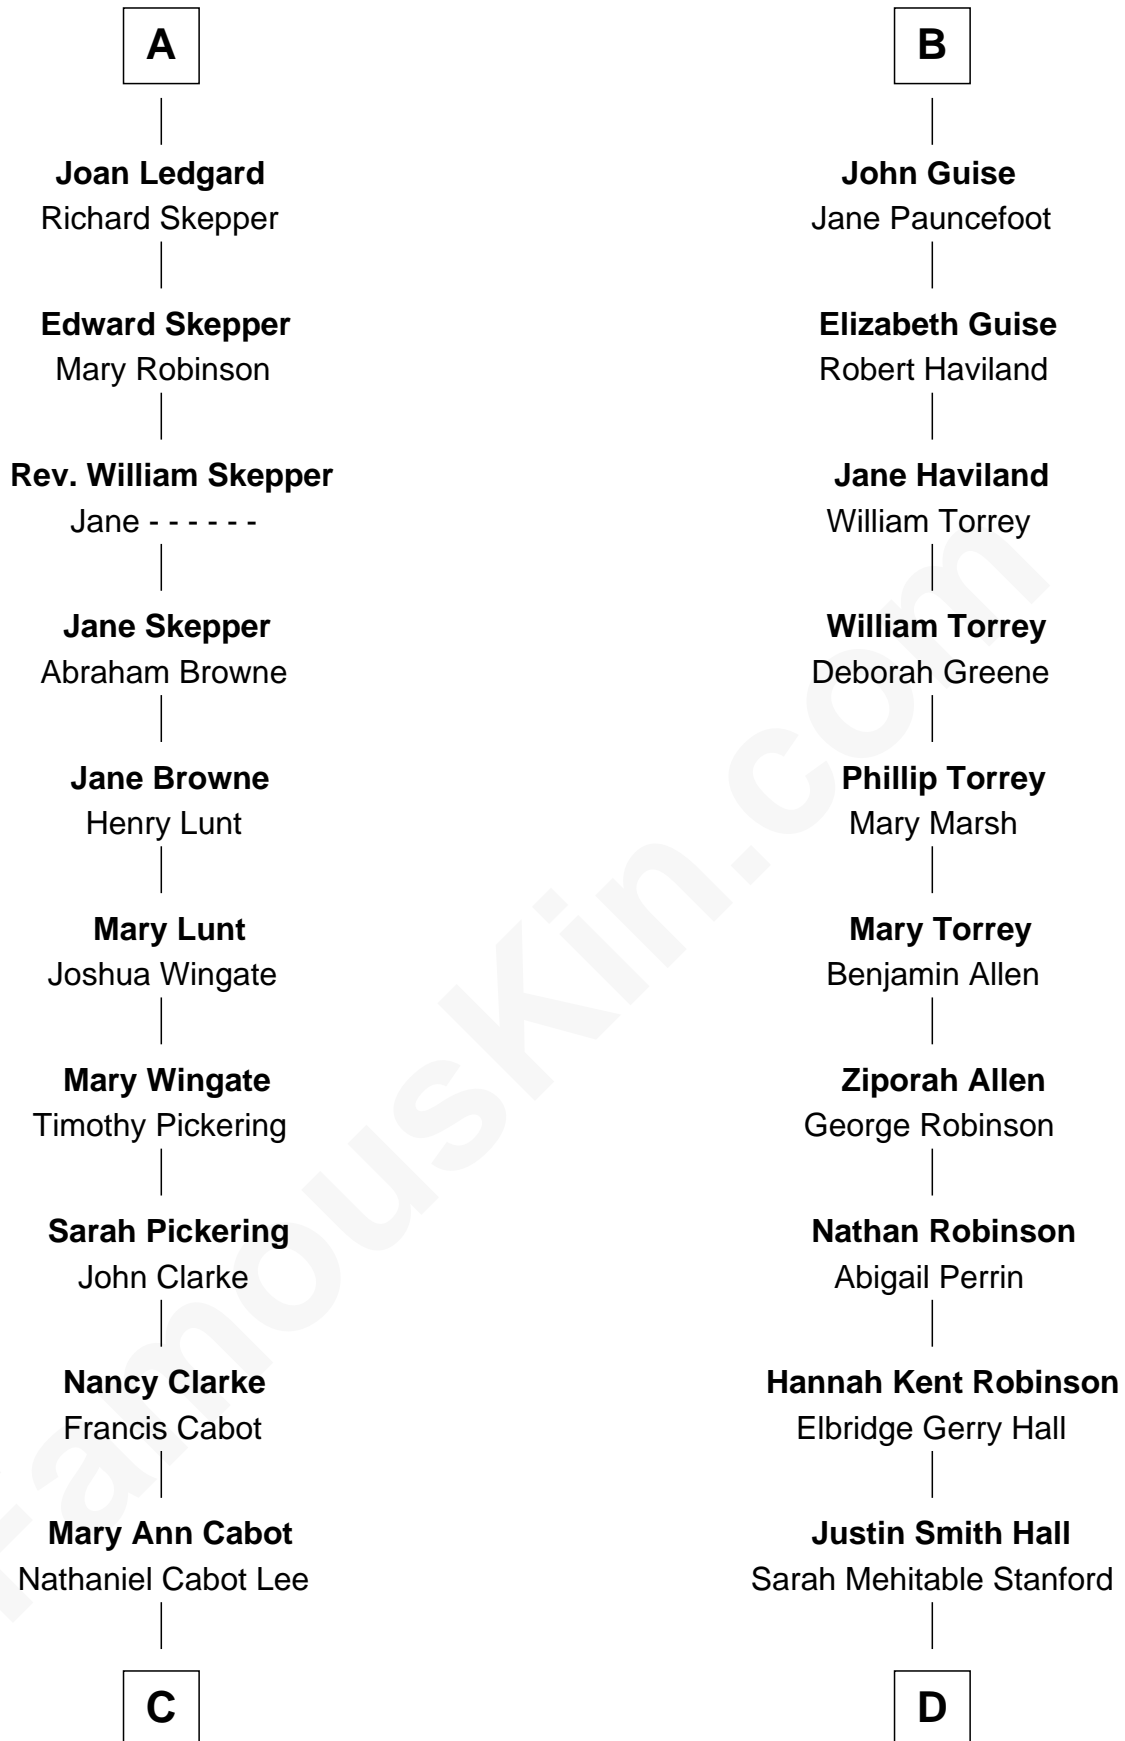 A
Joan Ledgard
Richard Skepper
Edward Skepper
Mary Robinson
Rev. William Skepper
Jane - - - - - -
Jane Skepper
Abraham Browne
Jane Browne
Henry Lunt
Mary Lunt
Joshua Wingate
Mary Wingate
Timothy Pickering
Sarah Pickering
John Clarke
Nancy Clarke
Francis Cabot
Mary Ann Cabot
Nathaniel Cabot Lee
C
B
John Guise
Jane Pauncefoot
Elizabeth Guise
Robert Haviland
Jane Haviland
William Torrey
William Torrey
Deborah Greene
Phillip Torrey
Mary Marsh
Mary Torrey
Benjamin Allen
Ziporah Allen
George Robinson
Nathan Robinson
Abigail Perrin
Hannah Kent Robinson
Elbridge Gerry Hall
Justin Smith Hall
Sarah Mehitable Stanford
D
FamousKin.com